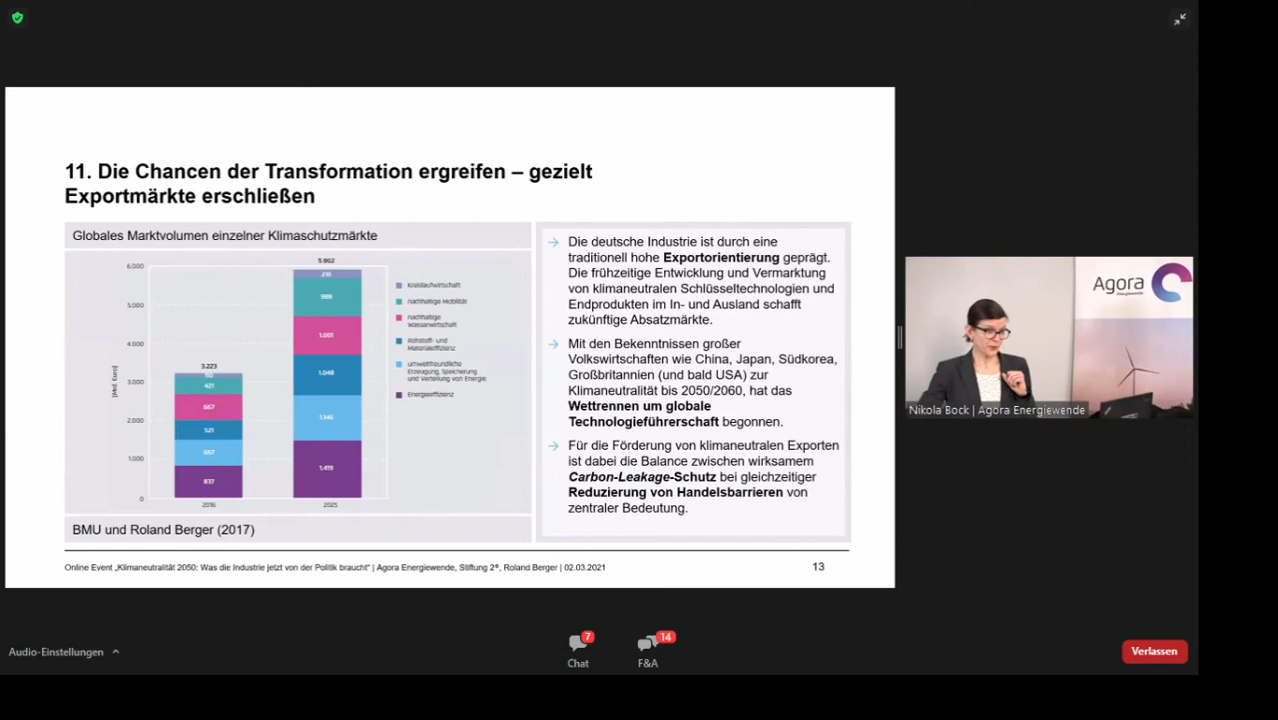 11. Die Chancen der Transformation ergreifen – gezielt
Exportmärkte erschließen
Globales Marktvolumen einzelner Klimaschutzmärkte
[Mrd. Euro]
6.000
5.000
4.000
3.000
2.000
1.000
0
3.223
421
667
521
837
2016
5.902
988
1.001
1.048
1.146
1.419
2025
Kreislaufwirtschaft
nachhaltige Mobilität
nachhaltige
Wasserwirtschaft
Rohstoff- und
Materialeffizienz
umweltfreundliche
Erzeugung, Speicherung
und Verteilung von Energie
Energieeffizienz
BMU und Roland Berger (2017)
→ Die deutsche Industrie ist durch eine
traditionell hohe Exportorientierung geprägt.
Die frühzeitige Entwicklung und Vermarktung
von klimaneutralen Schlüsseltechnologien und
Endprodukten im In- und Ausland schafft
zukünftige Absatzmärkte.
→ Mit den Bekenntnissen großer
Volkswirtschaften wie China, Japan, Südkorea,
Großbritannien (und bald USA) zur
Klimaneutralität bis 2050/2060, hat das
Wettrennen um globale
Technologieführerschaft begonnen.
→ Für die Förderung von klimaneutralen Exporten
ist dabei die Balance zwischen wirksamem
Carbon-Leakage-Schutz bei gleichzeitiger
Reduzierung von Handelsbarrieren von
zentraler Bedeutung.
Online Event „Klimaneutralität 2050: Was die Industrie jetzt von der Politik braucht“ | Agora Energiewende, Stiftung 2°, Roland Berger | 02.03.2021
13
Agora
Energiewende
Nikola Bock | Agora Energiewende
Audio-Einstellungen
7
Chat
14
F&A
Verlassen